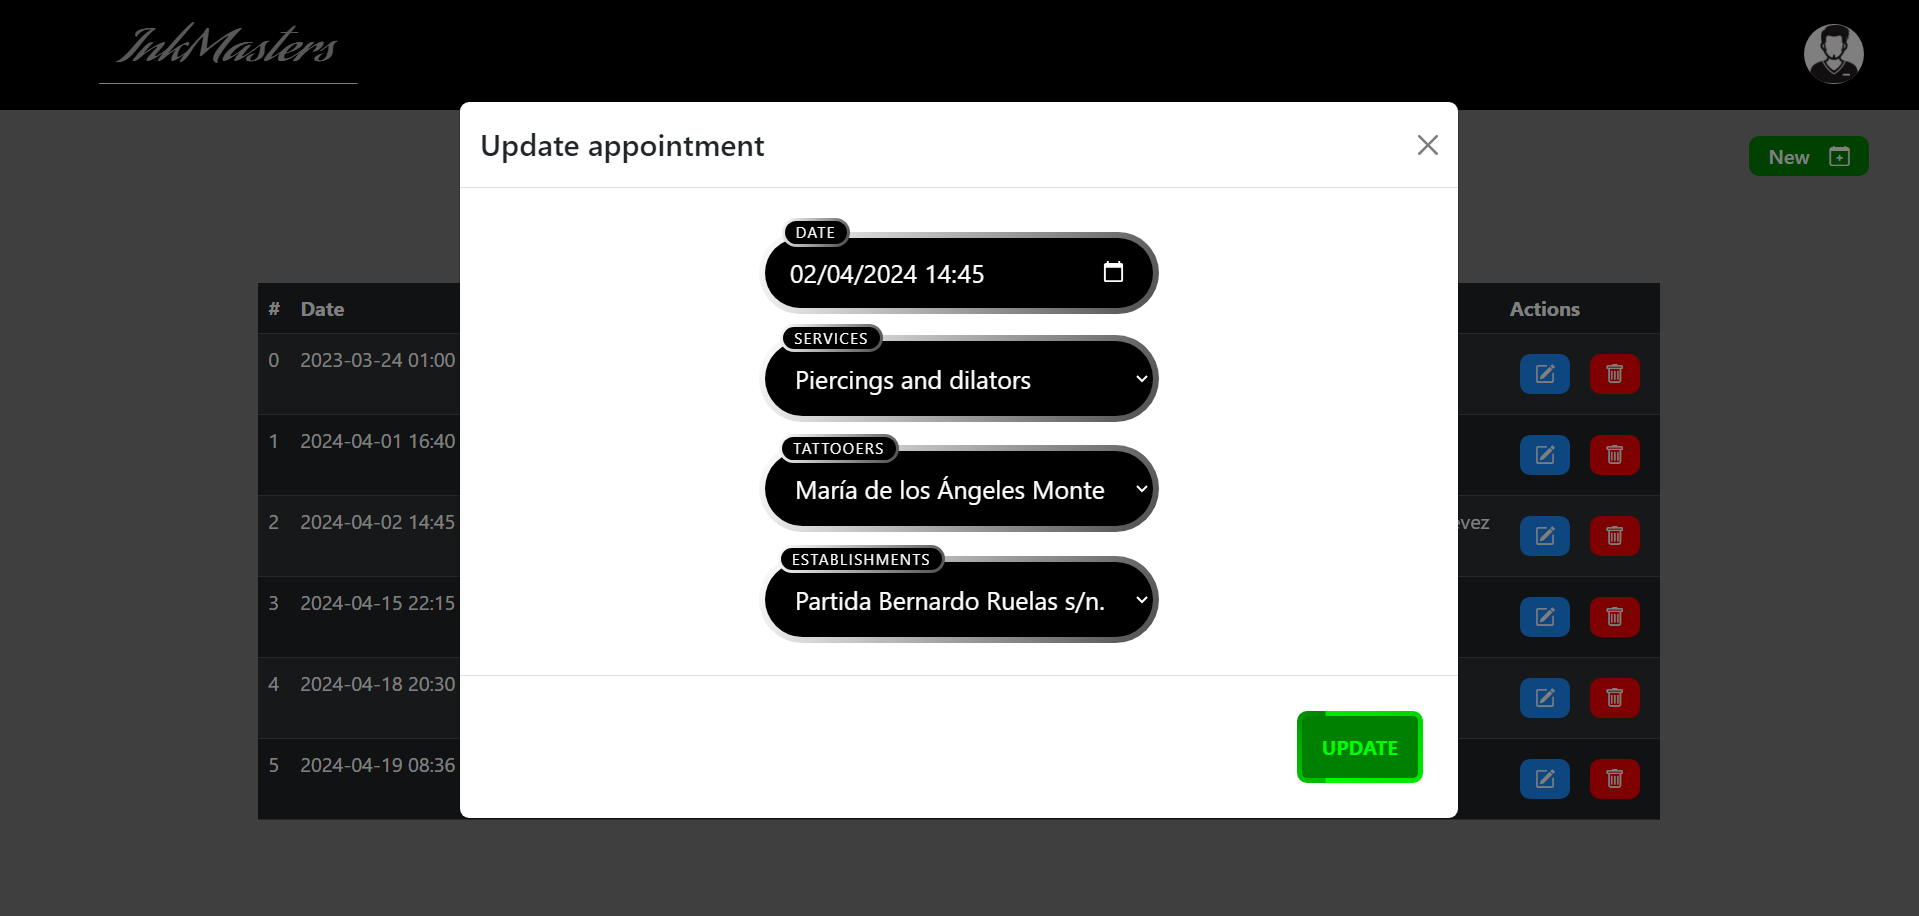 InkMasters
New
Update appointment
DATE
02/04/2024 14:45
SERVICES
Piercings and dilators
TATTOOERS
María de los Ángeles Monte
ESTABLISHMENTS
Partida Bernardo Ruelas s/n.
UPDATE
# Date Actions
0 2023-03-24 01:00
1 2024-04-01 16:40
2 2024-04-02 14:45
3 2024-04-15 22:15
4 2024-04-18 20:30
5 2024-04-19 08:36